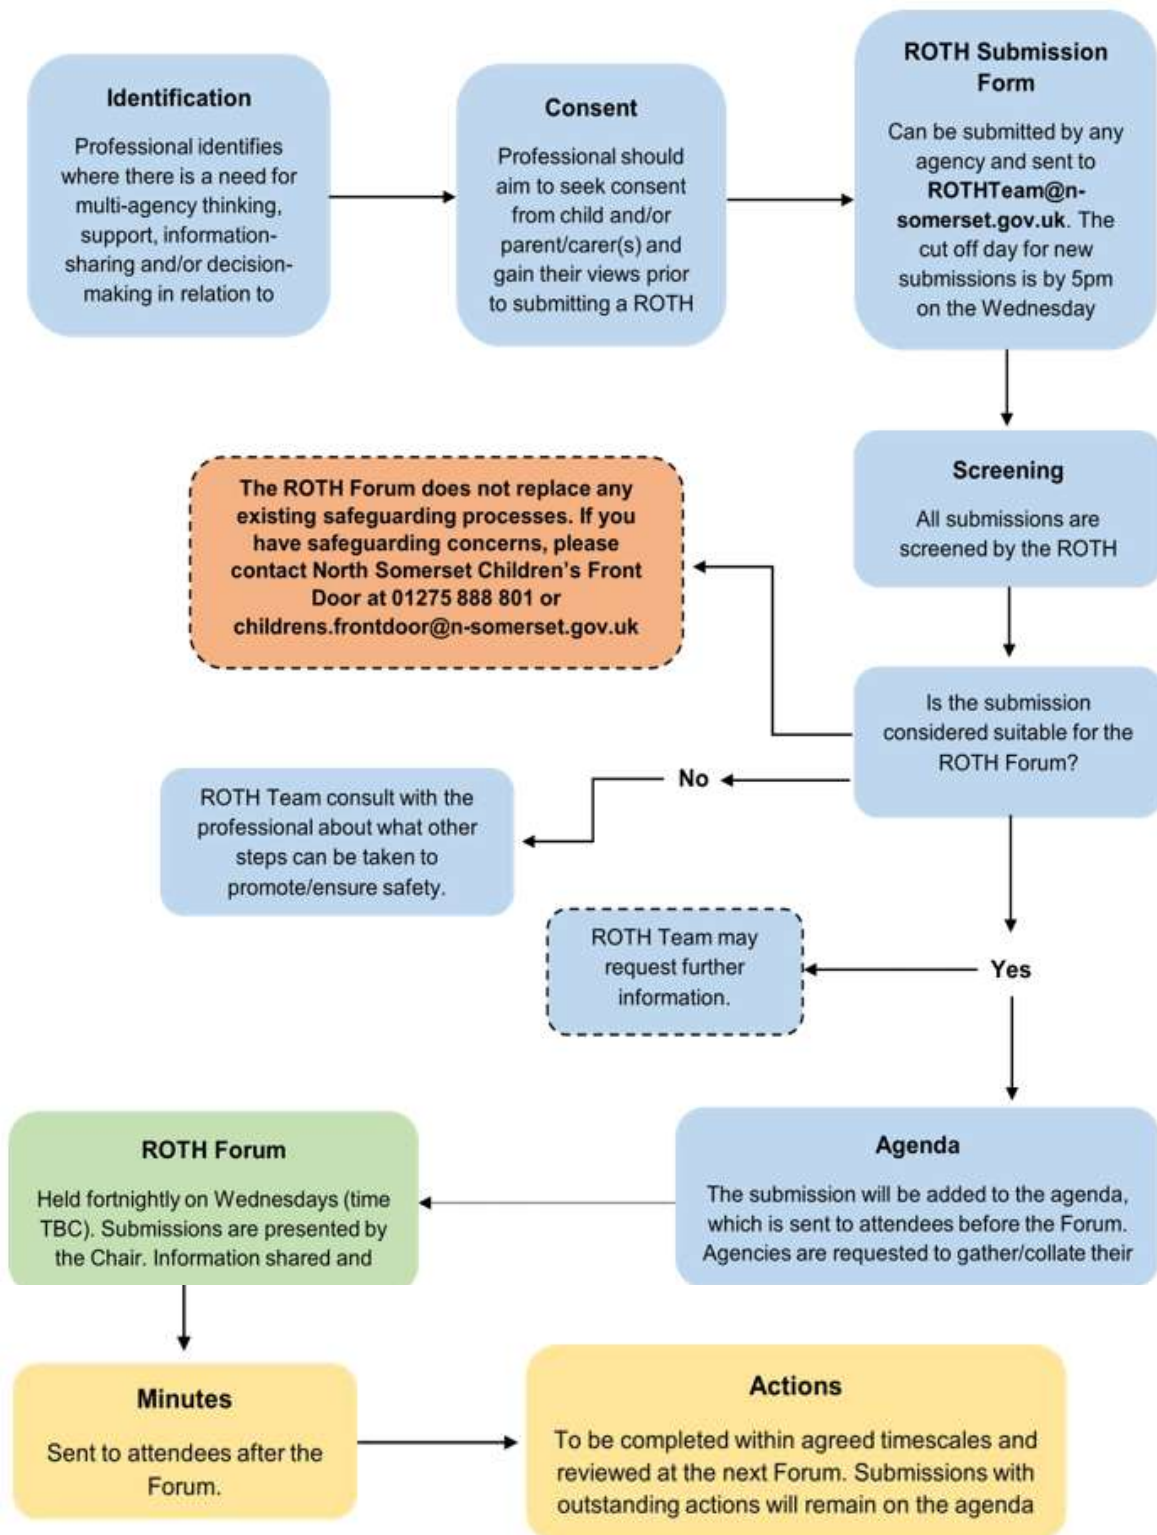 Identification
Professional identifies
where there is a need for
multi-agency thinking,
support, information-
sharing and/or decision-
making in relation to
Consent
Professional should
aim to seek consent
from child and/or
parent/carer(s) and
gain their views prior
to submitting a ROTH
ROTH Submission
Form
Can be submitted by any
agency and sent to
ROTHTeam@n-
somerset.gov.uk. The
cut off day for new
submissions is by 5pm
on the Wednesday
Screening
All submissions are
screened by the ROTH
The ROTH Forum does not replace any
existing safeguarding processes. If you
have safeguarding concerns, please
contact North Somerset Children's Front
Door at 01275 888 801 or
childrens.frontdoor@n-somerset.gov.uk
Is the submission
considered suitable for the
ROTH Forum?
No
ROTH Team consult with the
professional about what other
steps can be taken to
promote/ensure safety.
Yes
ROTH Team may
request further
information.
Agenda
The submission will be added to the agenda,
which is sent to attendees before the Forum.
Agencies are requested to gather/collate their
ROTH Forum
Held fortnightly on Wednesdays (time
TBC). Submissions are presented by
the Chair. Information shared and
Minutes
Sent to attendees after the
Forum.
Actions
To be completed within agreed timescales and
reviewed at the next Forum. Submissions with
outstanding actions will remain on the agenda